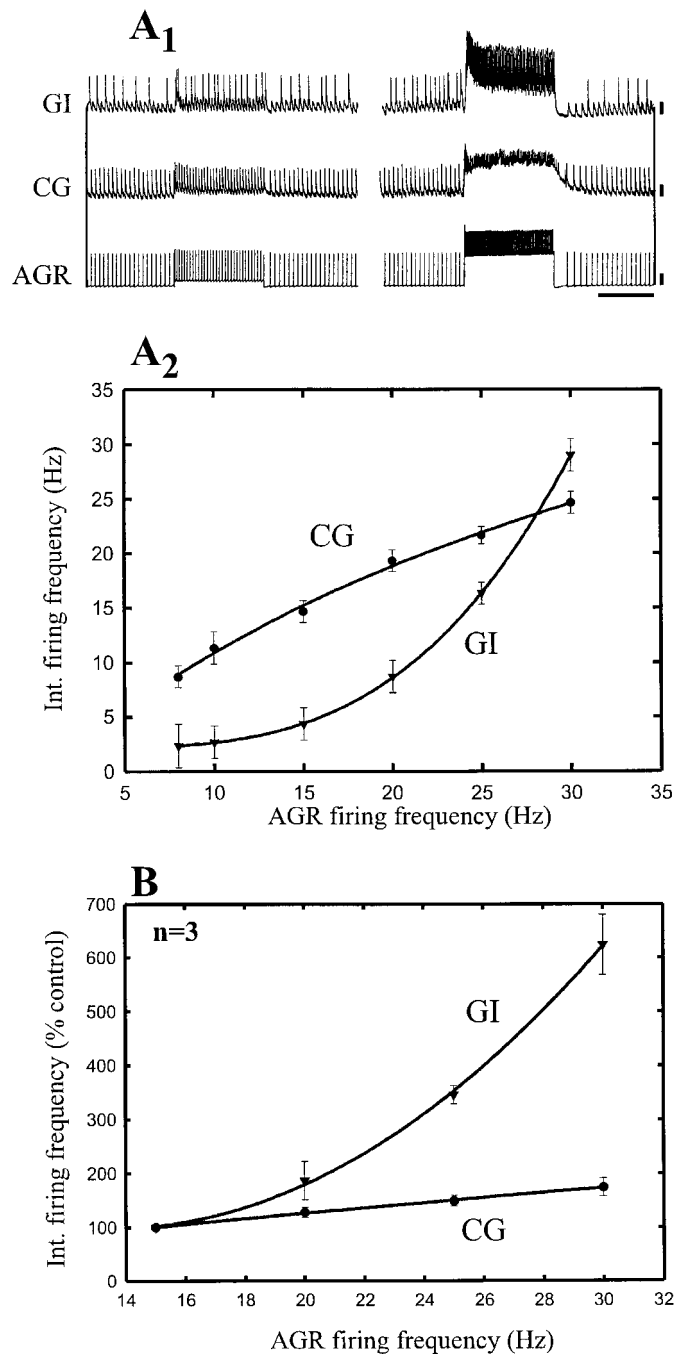 A1
GI
CG
AGR
A2
35
30
25
20
15
10
5
0
Int. firing frequency (Hz)
CG
GI
5 10 15 20 25 30 35
AGR firing frequency (Hz)
B
700
600
500
400
300
200
100
0
Int. firing frequency (% control)
n=3
GI
CG
14 16 18 20 22 24 26 28 30 32
AGR firing frequency (Hz)